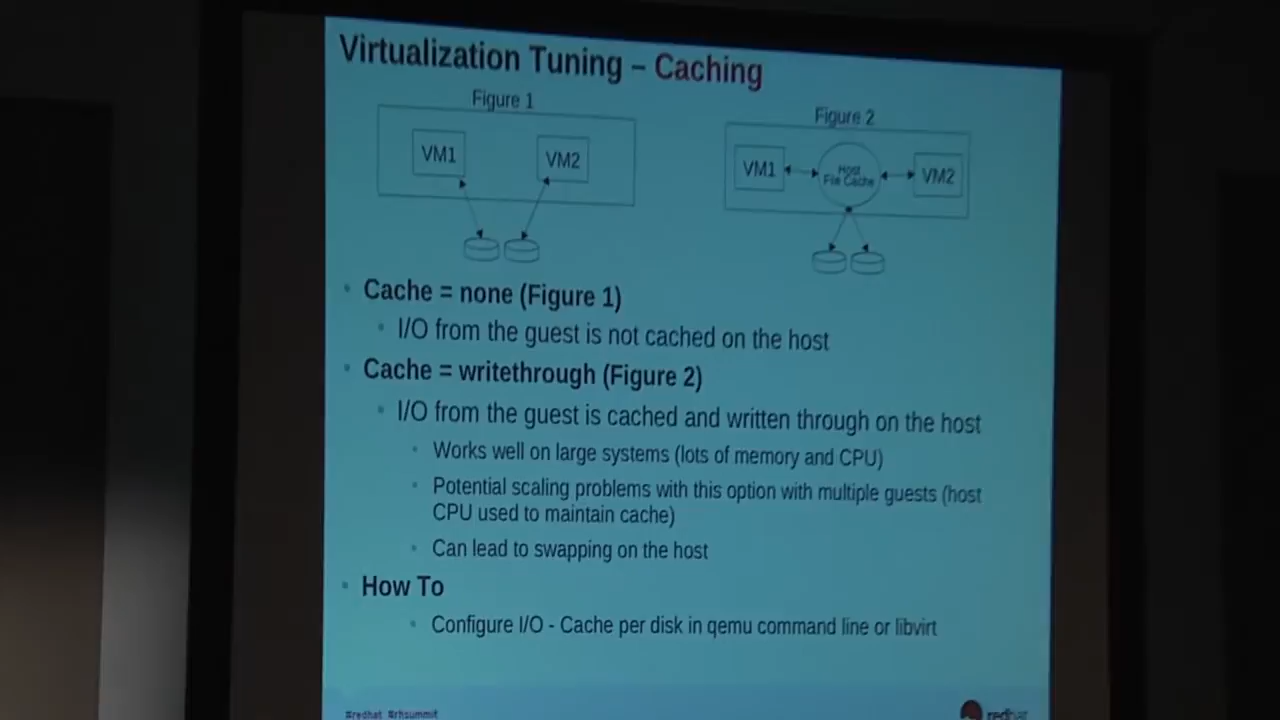 Virtualization Tuning – Caching
Figure 1
Figure 2
VM1
VM2
VM1
Host
File Cache
VM2
Cache = none (Figure 1)
I/O from the guest is not cached on the host
Cache = writethrough (Figure 2)
I/O from the guest is cached and written through on the host
Works well on large systems (lots of memory and CPU)
Potential scaling problems with this option with multiple guests (host
CPU used to maintain cache)
Can lead to swapping on the host
How To
Configure I/O - Cache per disk in qemu command line or libvirt
#redhat #rhsummit
redhat